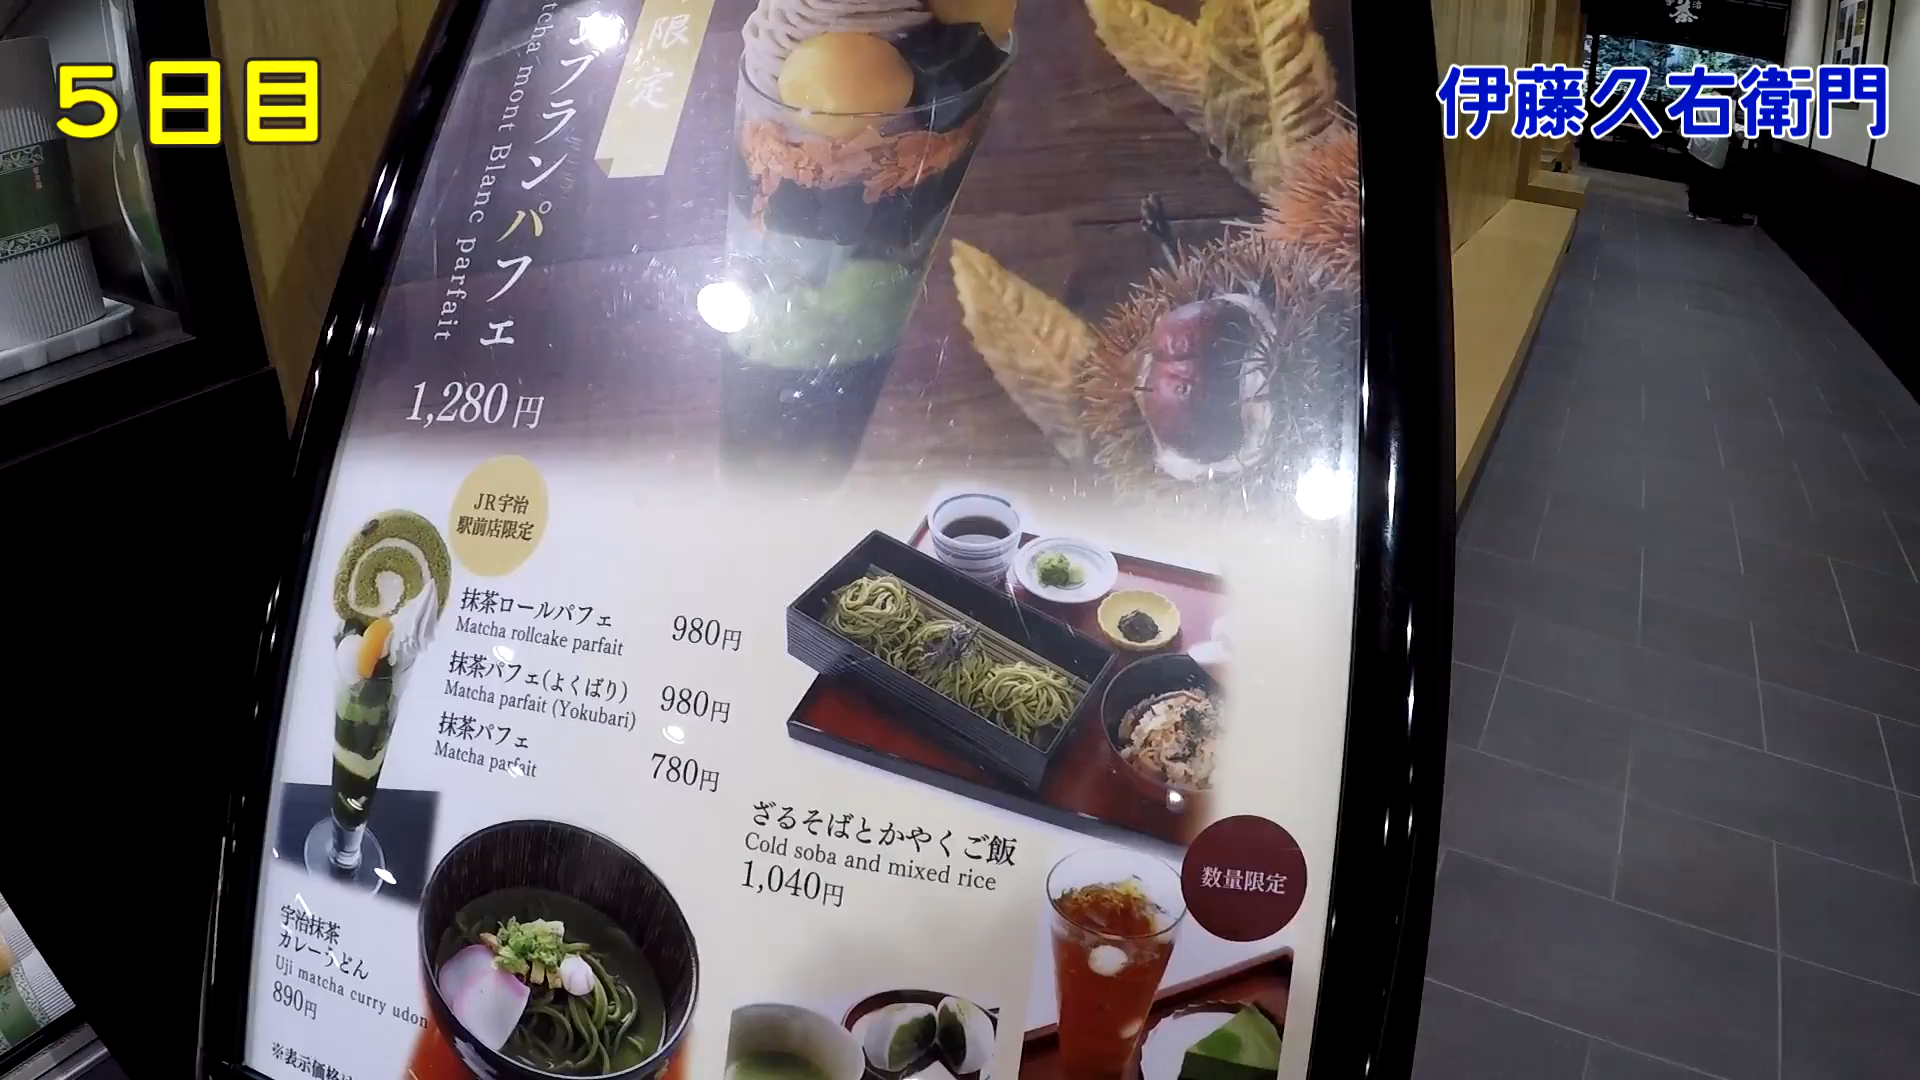 5日目
伊藤久右衛門
限定
ブランパフェ
mont Blanc parfait
1,280円
JR宇治
駅前店限定
抹茶ロールパフェ
Matcha rollcake parfait
980円
抹茶パフェ(よくばり)
Matcha parfait (Yokubari)
980円
抹茶パフェ
Matcha parfait
780円
ざるそばとかやくご飯
Cold soba and mixed rice
1,040円
数量限定
宇治抹茶
カレーうどん
Uji matcha curry udon
890円
※表示価格は
茶